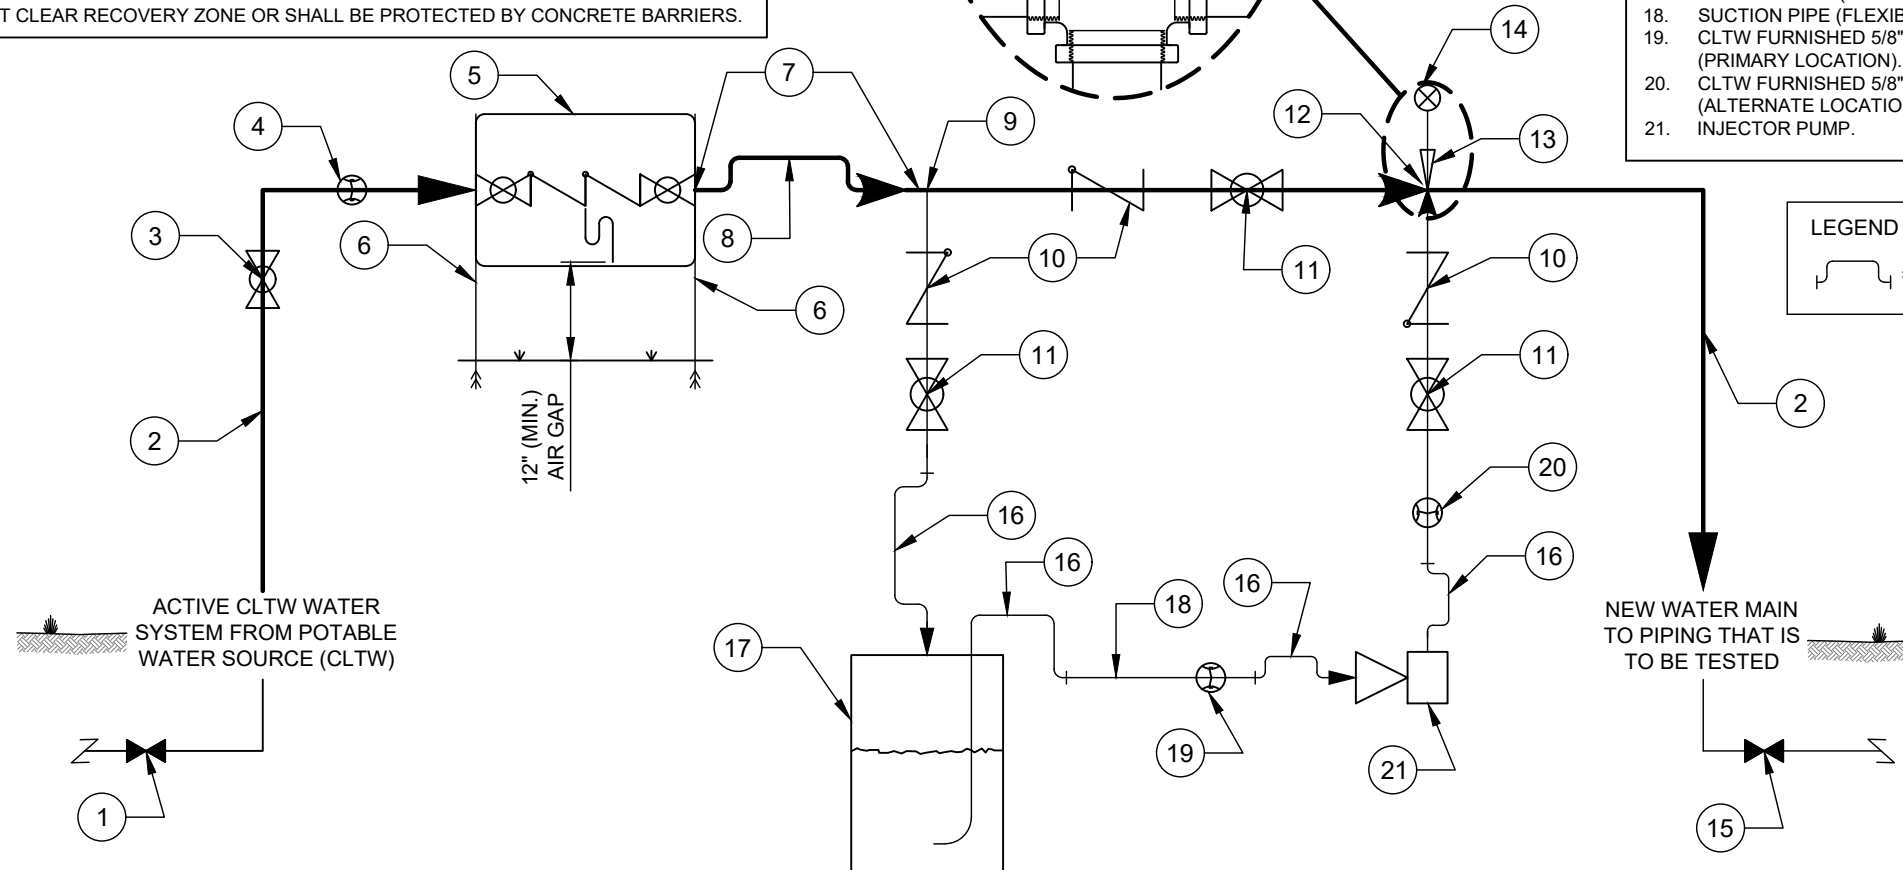 T CLEAR RECOVERY ZONE OR SHALL BE PROTECTED BY CONCRETE BARRIERS.
18. SUCTION PIPE (FLEXIB
19. CLTW FURNISHED 5/8"
(PRIMARY LOCATION).
20. CLTW FURNISHED 5/8"
(ALTERNATE LOCATIO
21. INJECTOR PUMP.
LEGEND
14
5
7
4
9
12
13
3
6
8
10
11
10
6
11
11
2
2
12" (MIN.)
AIR GAP
20
16
16
16
16
18
17
19
21
ACTIVE CLTW WATER
SYSTEM FROM POTABLE
WATER SOURCE (CLTW)
NEW WATER MAIN
TO PIPING THAT IS
TO BE TESTED
1
15